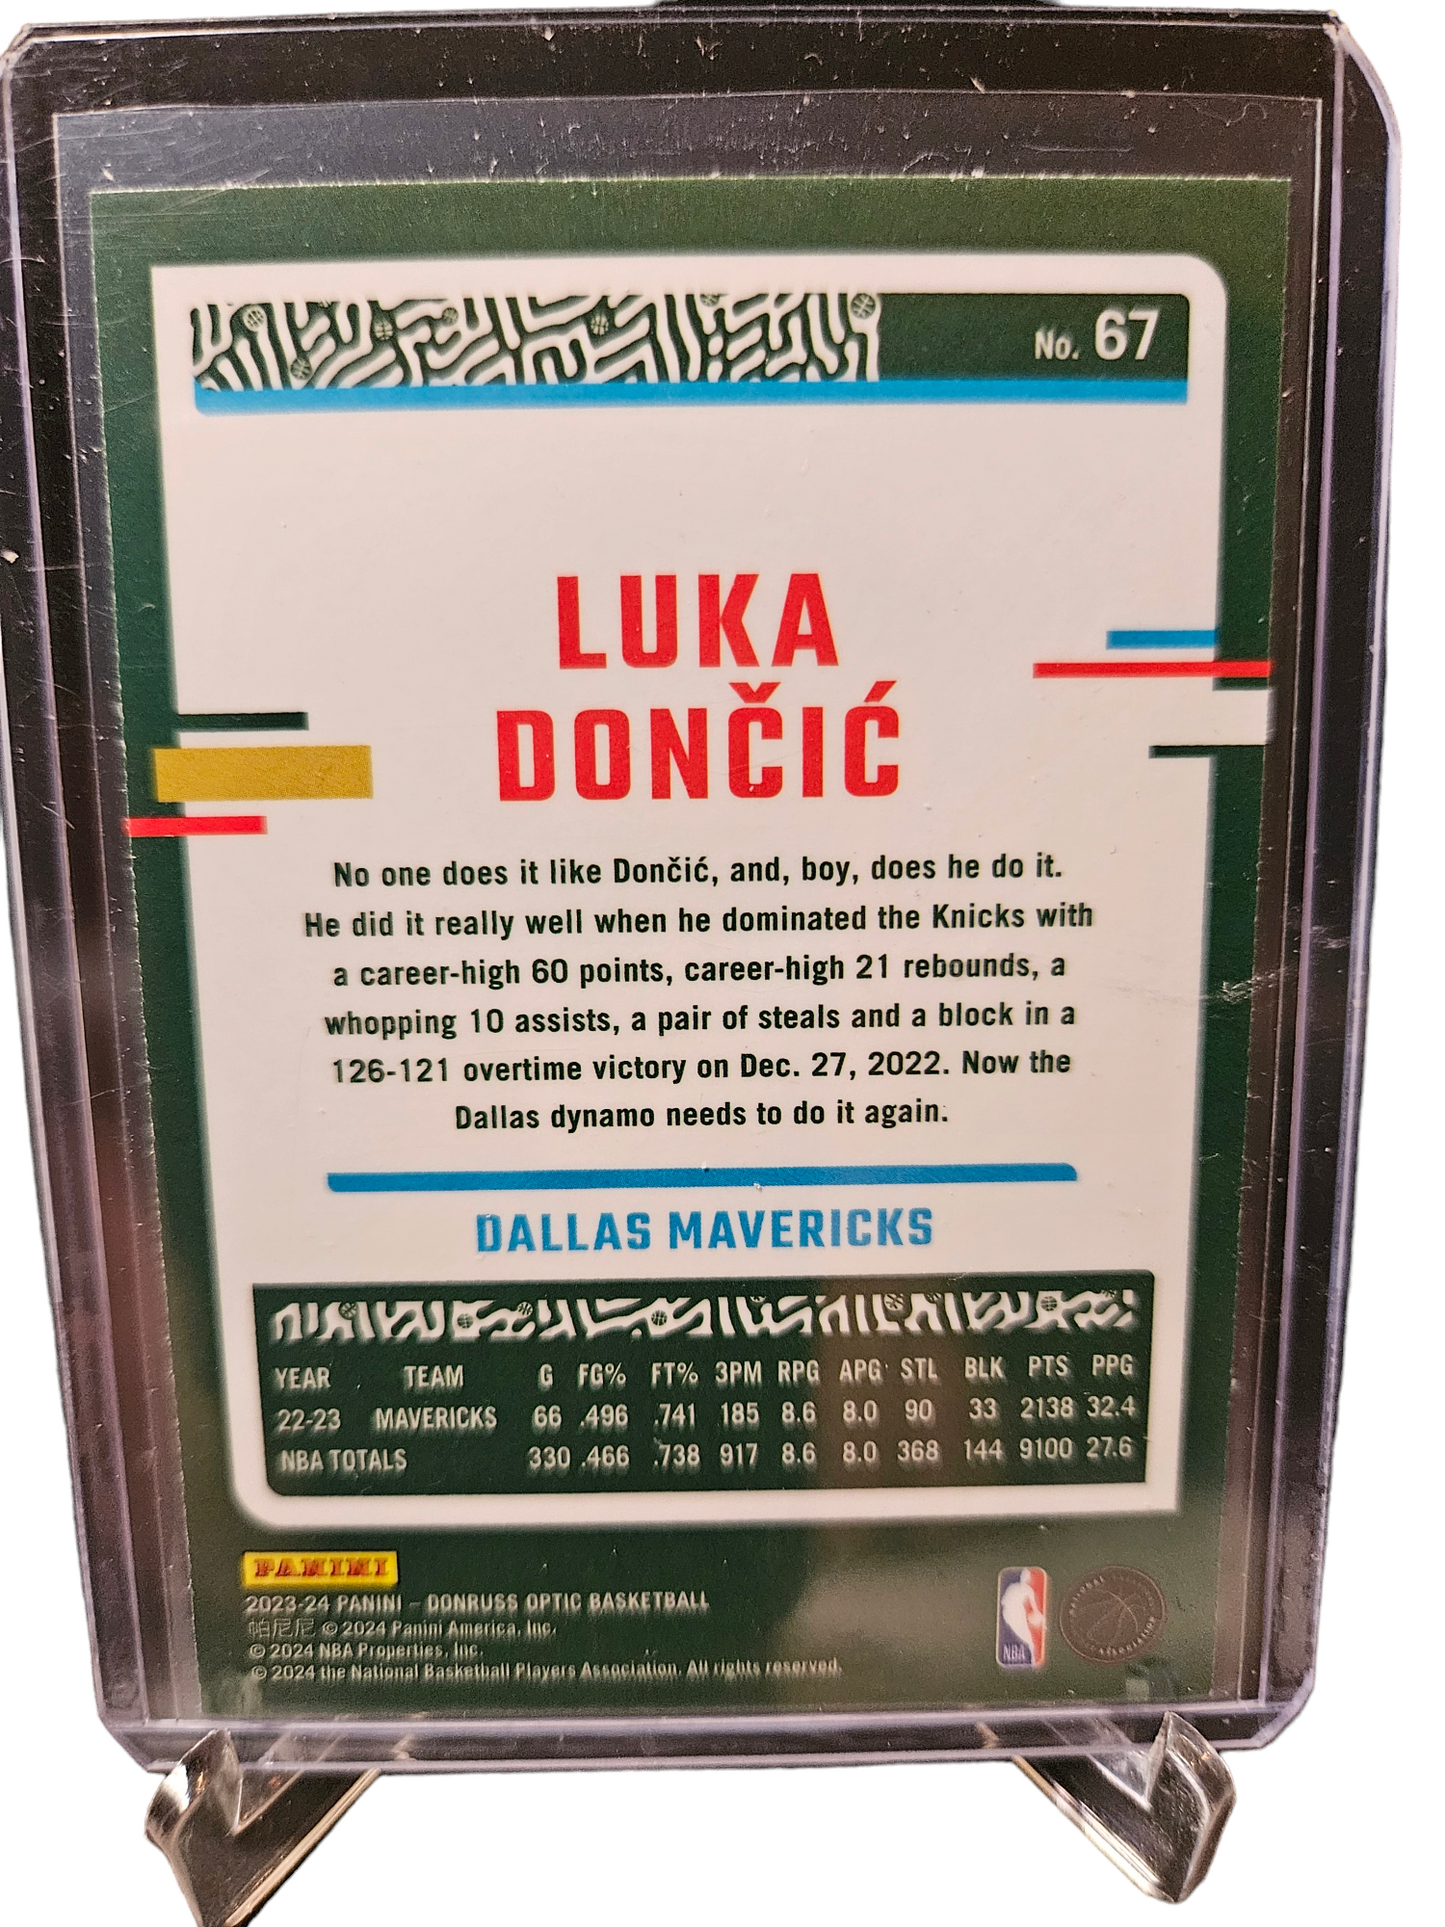 No. 67
LUKA
DONČIĆ
No one does it like Dončić, and, boy, does he do it.
He did it really well when he dominated the Knicks with
a career-high 60 points, career-high 21 rebounds, a
whopping 10 assists, a pair of steals and a block in a
126-121 overtime victory on Dec. 27, 2022. Now the
Dallas dynamo needs to do it again.
DALLAS MAVERICKS
YEAR TEAM G FG% FT% 3PM RPG APG STL BLK PTS PPG
22-23 MAVERICKS 66 .496 .741 185 8.6 8.0 90 33 2138 32.4
NBA TOTALS 330 .466 .738 917 8.6 8.0 368 144 9100 27.6
PANINI
2023-24 PANINI – DONRUSS OPTIC BASKETBALL
帕尼尼 © 2024 Panini America, Inc.
© 2024 NBA Properties, Inc.
© 2024 the National Basketball Players Association. All rights reserved.
NBA